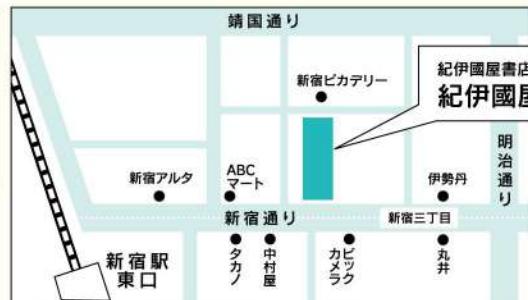 靖国通り
新宿ピカデリー
紀伊國屋書店
紀伊國屋
明治通り
新宿アルタ
ABC
マート
伊勢丹
新宿通り
新宿三丁目
新宿駅
東口
タカノ
中村屋
ビック
カメラ
丸井